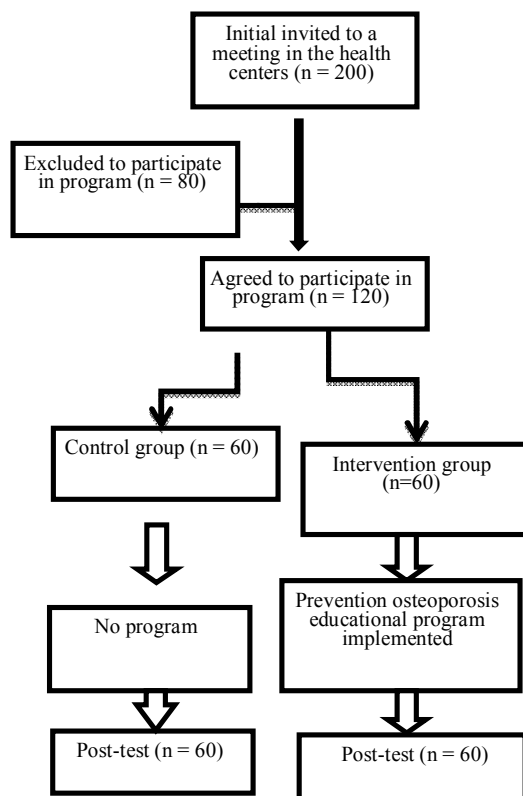 Initial invited to a
meeting in the health
centers (n = 200)
Excluded to participate
in program (n = 80)
Agreed to participate in
program (n = 120)
Control group (n = 60)
Intervention group
(n=60)
No program
Prevention osteoporosis
educational program
implemented
Post-test (n = 60)
Post-test (n = 60)